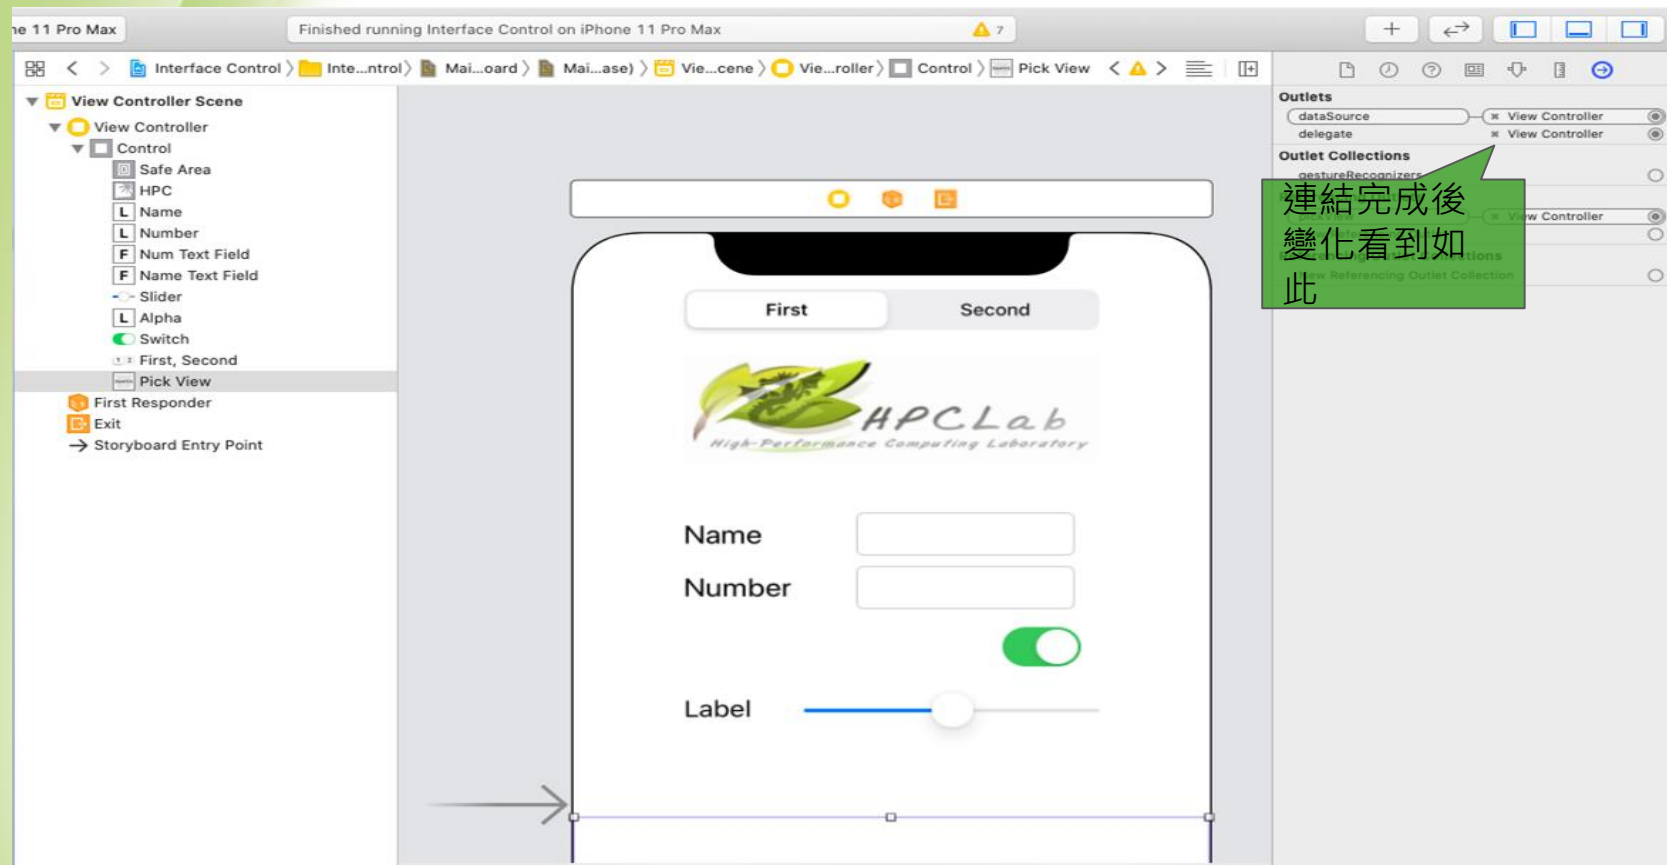 ne 11 Pro Max
Finished running Interface Control on iPhone 11 Pro Max
7
Interface Control
Inte...ntrol
Mai...oard
Mai...ase)
Vie...cene
Vie...roller
Control
Pick View
View Controller Scene
View Controller
Control
Safe Area
HPC
L Name
L Number
F Num Text Field
F Name Text Field
Slider
L Alpha
Switch
First, Second
Pick View
First Responder
Exit
Storyboard Entry Point
First
Second
HPCLab
High-Performance Computing Laboratory
Name
Number
Label
Outlets
dataSource
View Controller
delegate
View Controller
Outlet Collections
gestureRecognizers
View Controller
New Referencing Outlet Collection
連結完成後
變化看到如
此